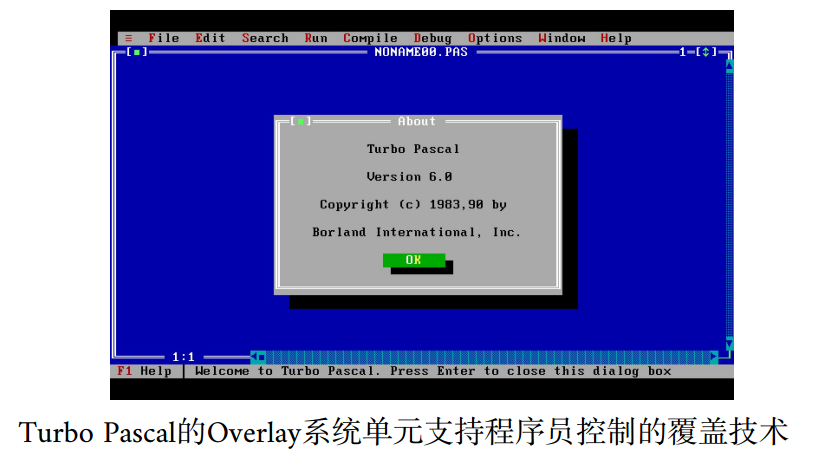 ≡ File Edit Search Run Compile Debug Options Window Help
[■] NONAME00.PAS 1=[↕]
[■] About
Turbo Pascal
Version 6.0
Copyright (c) 1983,90 by
Borland International, Inc.
OK
1:1
F1 Help │ Welcome to Turbo Pascal. Press Enter to close this dialog box
Turbo Pascal的Overlay系统单元支持程序员控制的覆盖技术